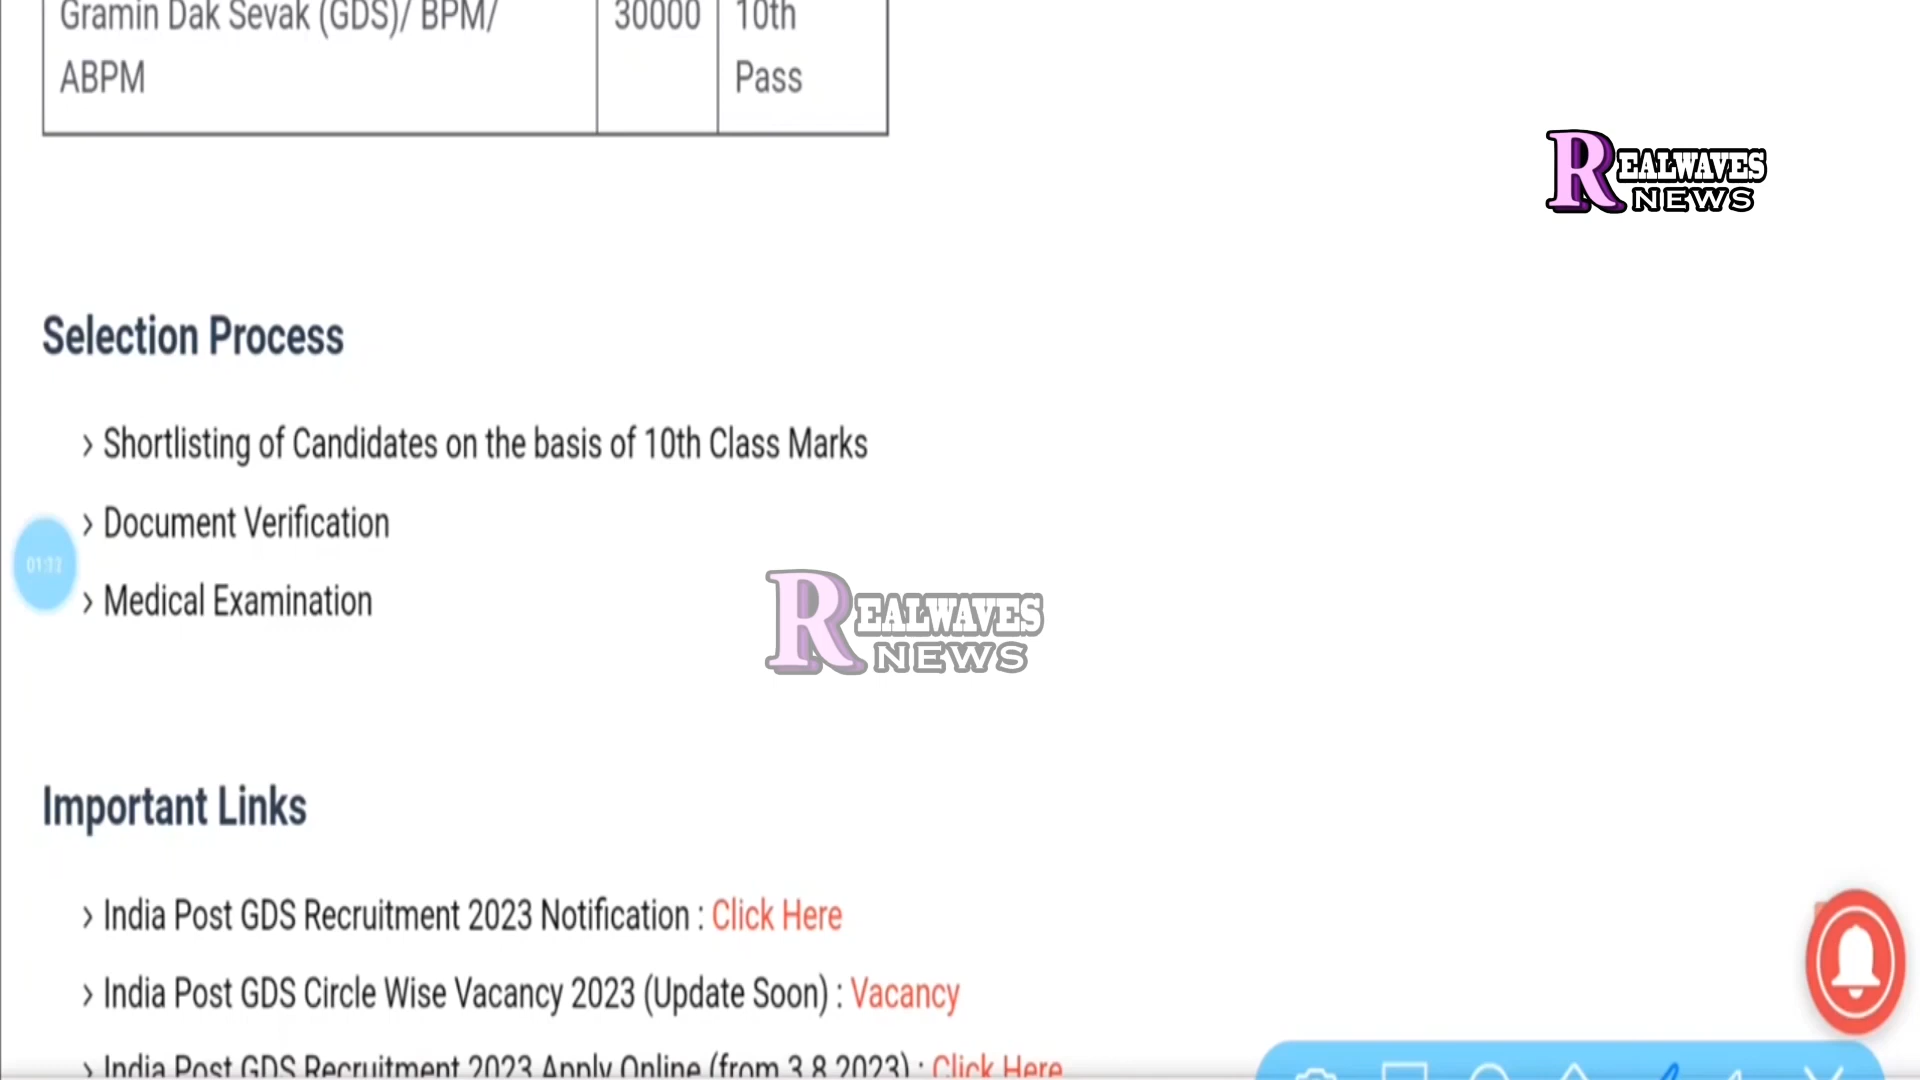 Gramin Dak Sevak (GDS)/ BPM/ 30000 10th
ABPM Pass
REALWAVES
NEWS
Selection Process
› Shortlisting of Candidates on the basis of 10th Class Marks
› Document Verification
› Medical Examination
REALWAVES
NEWS
Important Links
› India Post GDS Recruitment 2023 Notification : Click Here
› India Post GDS Circle Wise Vacancy 2023 (Update Soon) : Vacancy
› India Post GDS Recruitment 2023 Apply Online (from 3.8.2023) : Click Here